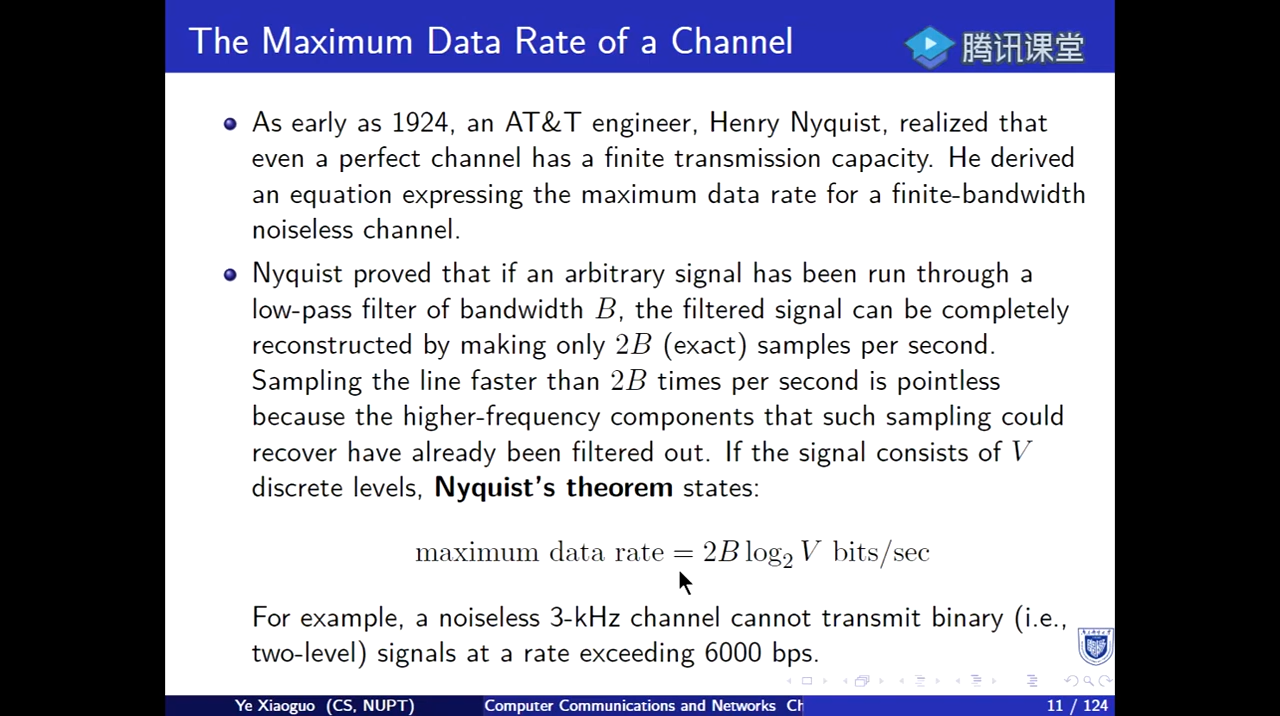 The Maximum Data Rate of a Channel
腾讯课堂
As early as 1924, an AT&T engineer, Henry Nyquist, realized that
even a perfect channel has a finite transmission capacity. He derived
an equation expressing the maximum data rate for a finite-bandwidth
noiseless channel.
Nyquist proved that if an arbitrary signal has been run through a
low-pass filter of bandwidth B, the filtered signal can be completely
reconstructed by making only 2B (exact) samples per second.
Sampling the line faster than 2B times per second is pointless
because the higher-frequency components that such sampling could
recover have already been filtered out. If the signal consists of V
discrete levels, Nyquist's theorem states:
maximum data rate = 2B log₂ V bits/sec
For example, a noiseless 3-kHz channel cannot transmit binary (i.e.,
two-level) signals at a rate exceeding 6000 bps.
Ye Xiaoguo (CS, NUPT) Computer Communications and Networks Ch 11 / 124